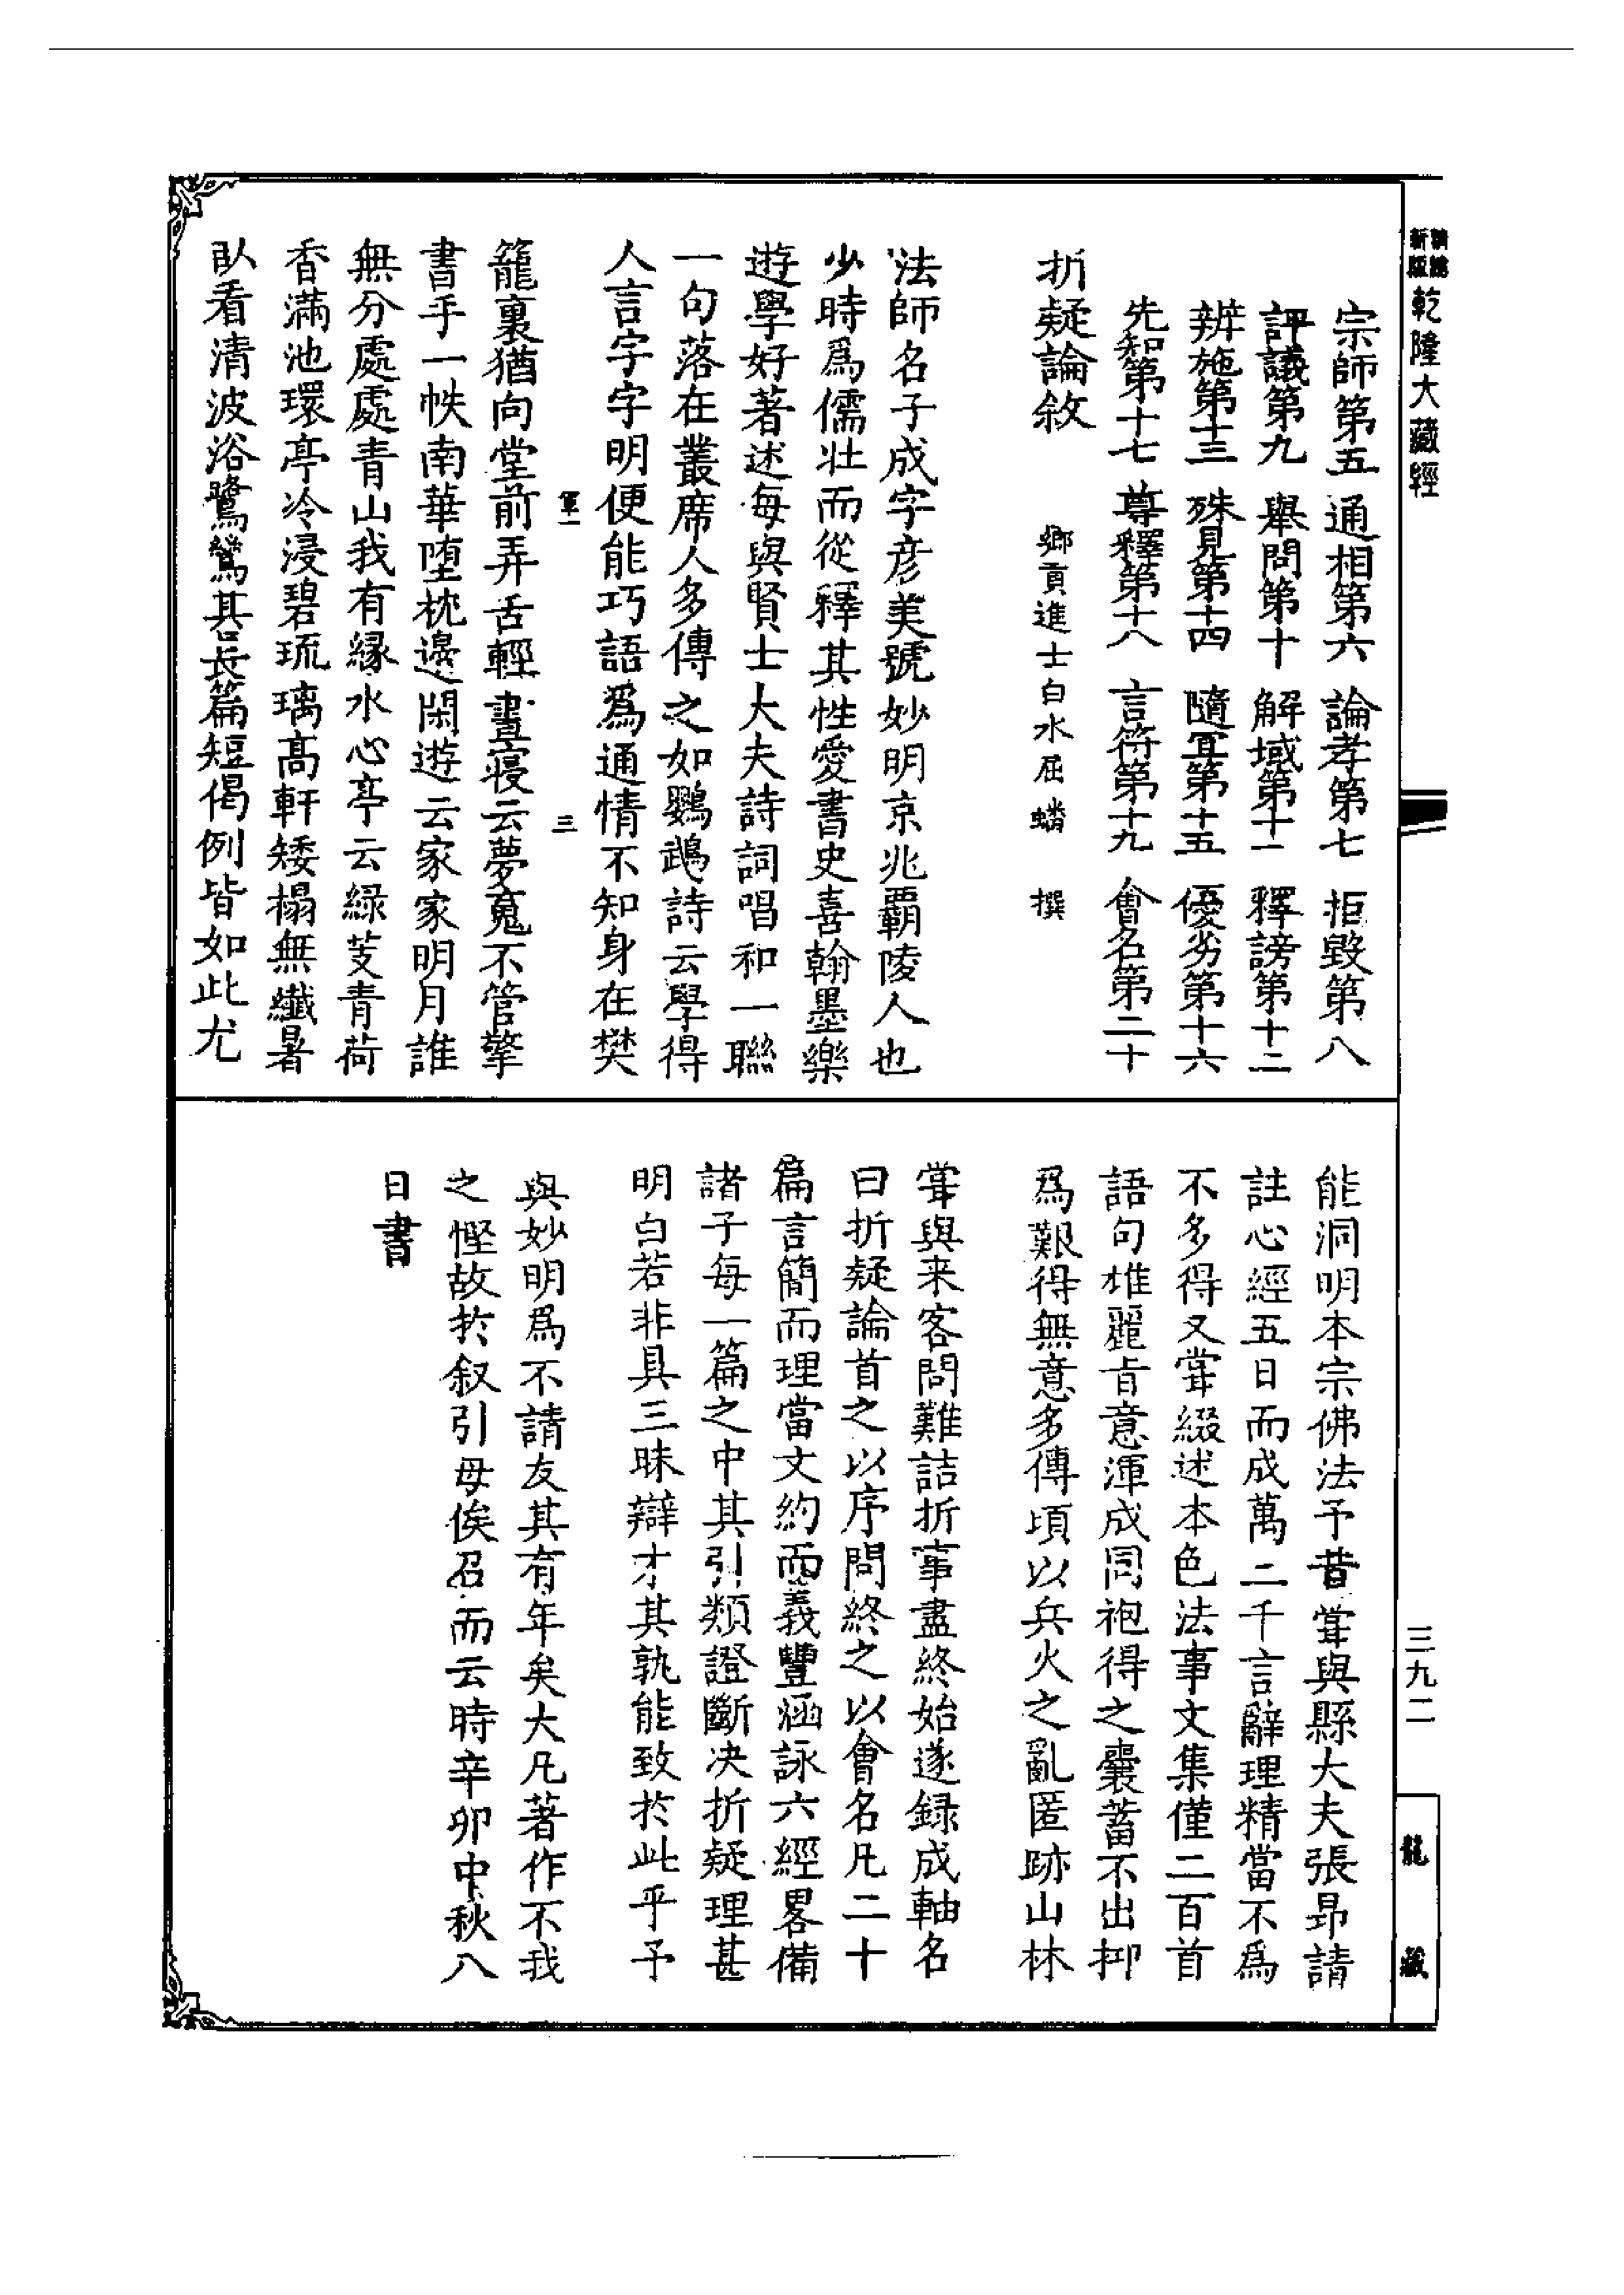 新版
乾隆大藏經
宗師第五　通相第六　論孝第七　拒毀第八
評議第九　舉問第十　解域第十一　釋謗第十二
辨施第十三　殊見第十四　隨宜第十五　優劣第十六
先知第十七　尊釋第十八　言符第十九　會名第二十
折疑論敘
鄉貢進士白水屈蟠　撰
法師名子成字彥美號妙明京兆覇陵人也
少時爲儒壯而從釋其性愛書史喜翰墨樂
遊學好著述每與賢士大夫詩詞唱和一聯
一句落在叢席人多傳之如鸚鵡詩云學得
人言字字明便能巧語爲通情不知身在樊
軍一　三
籠裏猶向堂前弄舌輕晝寢云夢䰟不管擎
書手一帙南華墮枕邊閑遊云家家明月誰
無分處處青山我有緣水心亭云綠芰青荷
香滿池環亭冷浸碧琉璃高軒矮榻無纖暑
臥看清波浴鷺鷥其長篇短偈例皆如此尤
能洞明本宗佛法予昔甞與縣大夫張昂請
註心經五日而成萬二千言辭理精當不爲
不多得又甞綴述本色法事文集僅二百首
語句堆麗旨意渾成同袍得之囊蓄不出抑
爲艱得無意多傳頃以兵火之亂匿跡山林
甞與来客問難詰折事盡終始遂録成軸名
曰折疑論首之以序問終之以會名凡二十
篇言簡而理當文約而義豐涵詠六經畧備
諸子每一篇之中其引類證斷决折疑理甚
明白若非具三昧辯才其孰能致於此乎予
與妙明爲不請友其有年矣大凡著作不我
之慳故於叙引毋俟召而云時辛卯中秋八
日書
三九二
龍藏